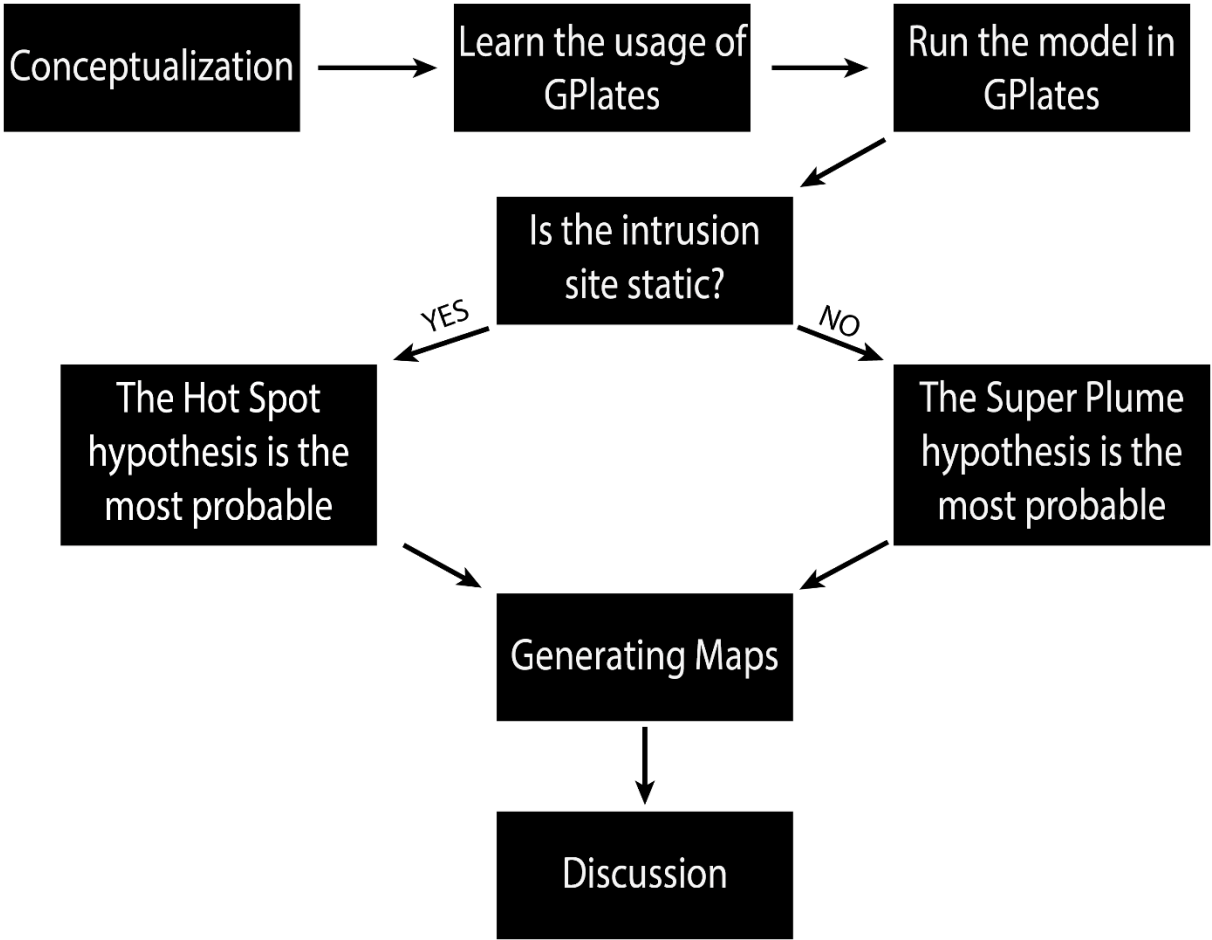 Conceptualization
Learn the usage of
GPlates
Run the model in
GPlates
Is the intrusion
site static?
YES
NO
The Hot Spot
hypothesis is the
most probable
The Super Plume
hypothesis is the
most probable
Generating Maps
Discussion